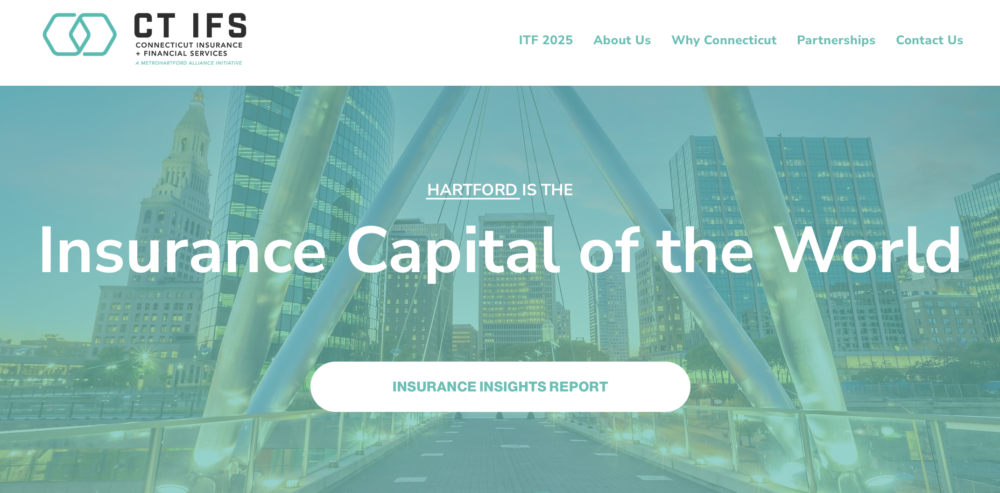 CT IFS
CONNECTICUT INSURANCE
+ FINANCIAL SERVICES
A METROHARTFORD ALLIANCE INITIATIVE
ITF 2025 About Us Why Connecticut Partnerships Contact Us
HARTFORD IS THE
Insurance Capital of the World
INSURANCE INSIGHTS REPORT